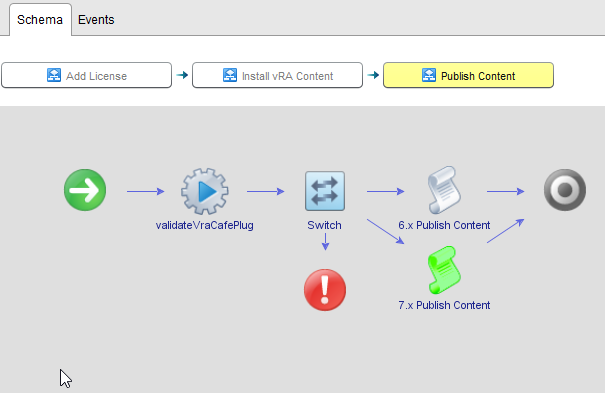 Schema
Events
Add License
Install vRA Content
Publish Content
validateVraCafePlug
Switch
6.x Publish Content
7.x Publish Content